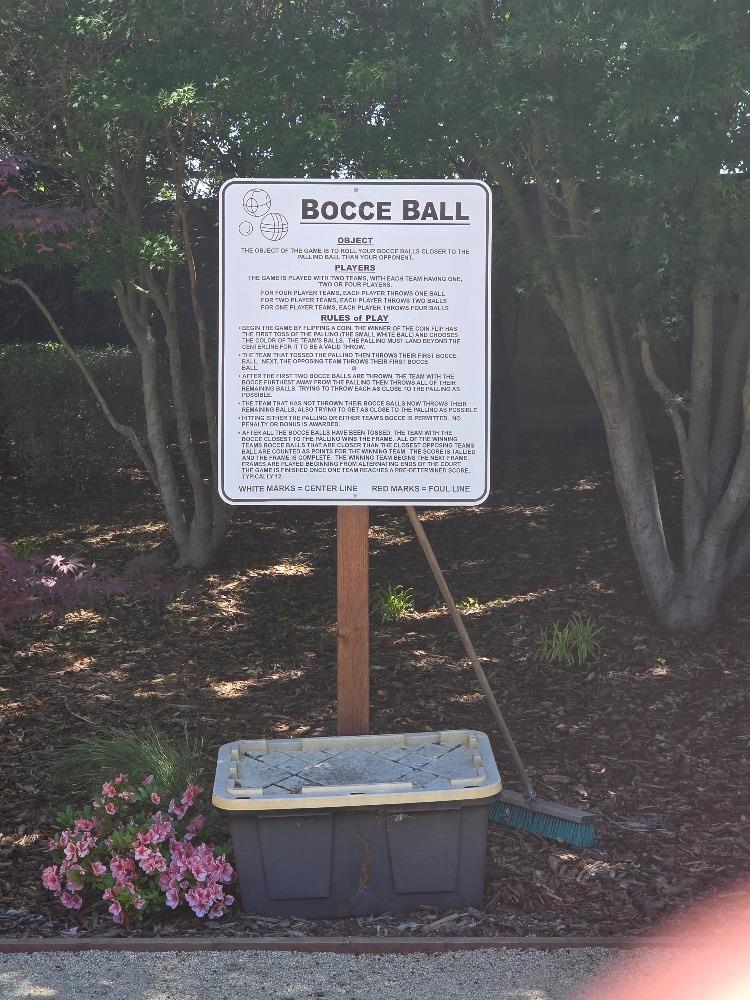 BOCCE BALL
OBJECT
THE OBJECT OF THE GAME IS TO ROLL YOUR BOCCE BALLS CLOSER TO THE
PALLINO BALL THAN YOUR OPPONENT.
PLAYERS
THE GAME IS PLAYED WITH TWO TEAMS, WITH EACH TEAM HAVING ONE,
TWO OR FOUR PLAYERS.
FOR FOUR PLAYER TEAMS, EACH PLAYER THROWS ONE BALL
FOR TWO PLAYER TEAMS, EACH PLAYER THROWS TWO BALLS
FOR ONE PLAYER TEAMS, EACH PLAYER THROWS FOUR BALLS
RULES of PLAY
• BEGIN THE GAME BY FLIPPING A COIN. THE WINNER OF THE COIN FLIP HAS
THE FIRST TOSS OF THE PALLINO (THE SMALL WHITE BALL) AND CHOOSES
THE COLOR OF THE TEAM'S BALLS. THE PALLINO MUST LAND BEYOND THE
CENTERLINE FOR IT TO BE A VALID THROW.
• THE TEAM THAT TOSSED THE PALLINO THEN THROWS THEIR FIRST BOCCE
BALL. NEXT, THE OPPOSING TEAM THROWS THEIR FIRST BOCCE
BALL.
• AFTER THE FIRST TWO BOCCE BALLS ARE THROWN, THE TEAM WITH THE
BOCCE FURTHEST AWAY FROM THE PALLINO THEN THROWS ALL OF THEIR
REMAINING BALLS, TRYING TO THROW EACH AS CLOSE TO THE PALLINO AS
POSSIBLE.
• THE TEAM THAT HAS NOT THROWN THEIR BOCCE BALLS NOW THROWS THEIR
REMAINING BALLS, ALSO TRYING TO GET AS CLOSE TO THE PALLINO AS POSSIBLE.
• HITTING EITHER THE PALLINO OR EITHER TEAM'S BOCCE IS PERMITTED. NO
PENALTY OR BONUS IS AWARDED.
• AFTER ALL THE BOCCE BALLS HAVE BEEN TOSSED, THE TEAM WITH THE
BOCCE CLOSEST TO THE PALLINO WINS THE FRAME. ALL OF THE WINNING
TEAMS BOCCE BALLS THAT ARE CLOSER THAN THE CLOSEST OPPOSING TEAMS
BALL ARE COUNTED AS POINTS FOR THE WINNING TEAM. THE SCORE IS TALLIED
AND THE FRAME IS COMPLETE. THE WINNING TEAM BEGINS THE NEXT FRAME.
FRAMES ARE PLAYED BEGINNING FROM ALTERNATING ENDS OF THE COURT.
THE GAME IS FINISHED ONCE ONE TEAM REACHES A PRE-DETERMINED SCORE,
TYPICALLY 12.
WHITE MARKS = CENTER LINE RED MARKS = FOUL LINE